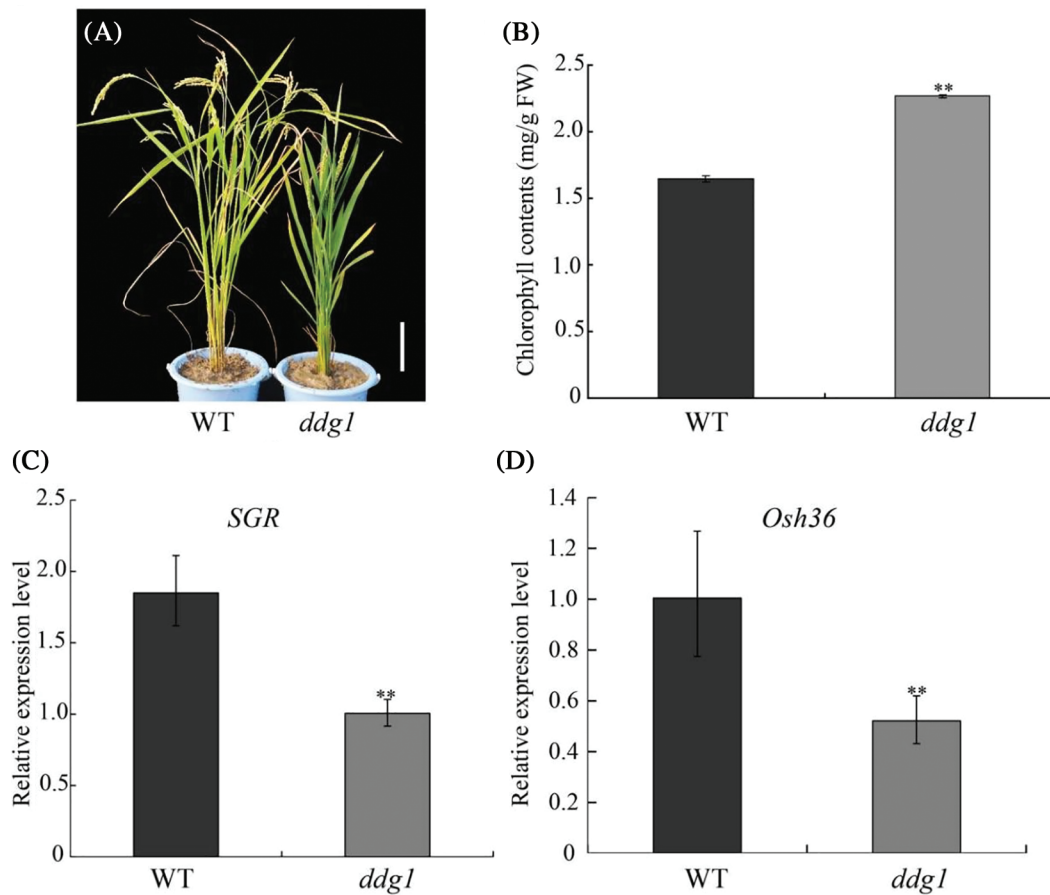 (A)
WT ddg1
(B)
Chlorophyll contents (mg/g FW)
2.5
2.0
1.5
1.0
0.5
0
**
WT ddg1
(C)
Relative expression level
2.5
2.0
1.5
1.0
0.5
0
SGR
**
WT ddg1
(D)
Relative expression level
1.4
1.2
1.0
0.8
0.6
0.4
0.2
0
Osh36
**
WT ddg1